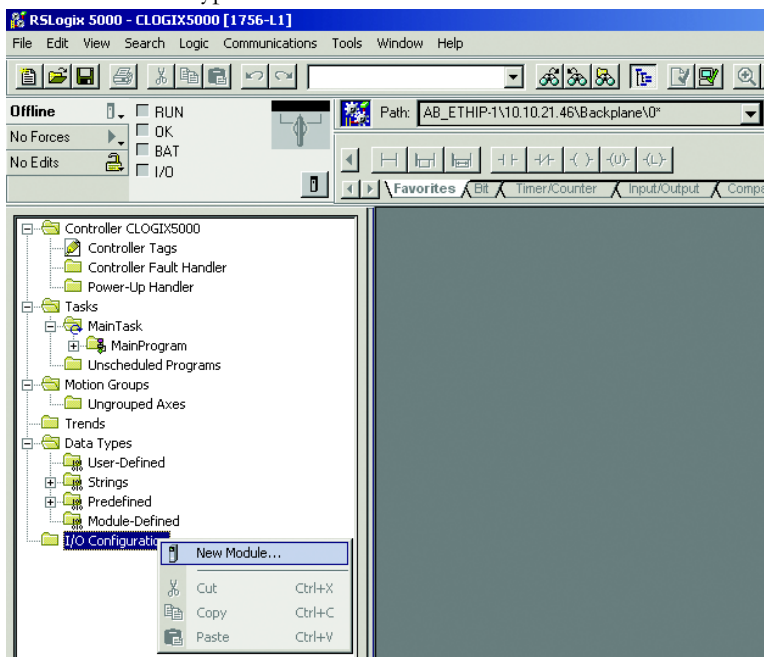 RSLogix 5000 - CLOGIX5000 [1756-L1]
File Edit View Search Logic Communications Tools Window Help
Offline
RUN
No Forces
OK
No Edits
BAT
I/O
Path: AB_ETHIP-1\10.10.21.46\Backplane\0*
Favorites Bit Timer/Counter Input/Output
Controller CLOGIX5000
Controller Tags
Controller Fault Handler
Power-Up Handler
Tasks
MainTask
MainProgram
Unscheduled Programs
Motion Groups
Ungrouped Axes
Trends
Data Types
User-Defined
Strings
Predefined
Module-Defined
I/O Configuration
New Module...
Cut Ctrl+X
Copy Ctrl+C
Paste Ctrl+V